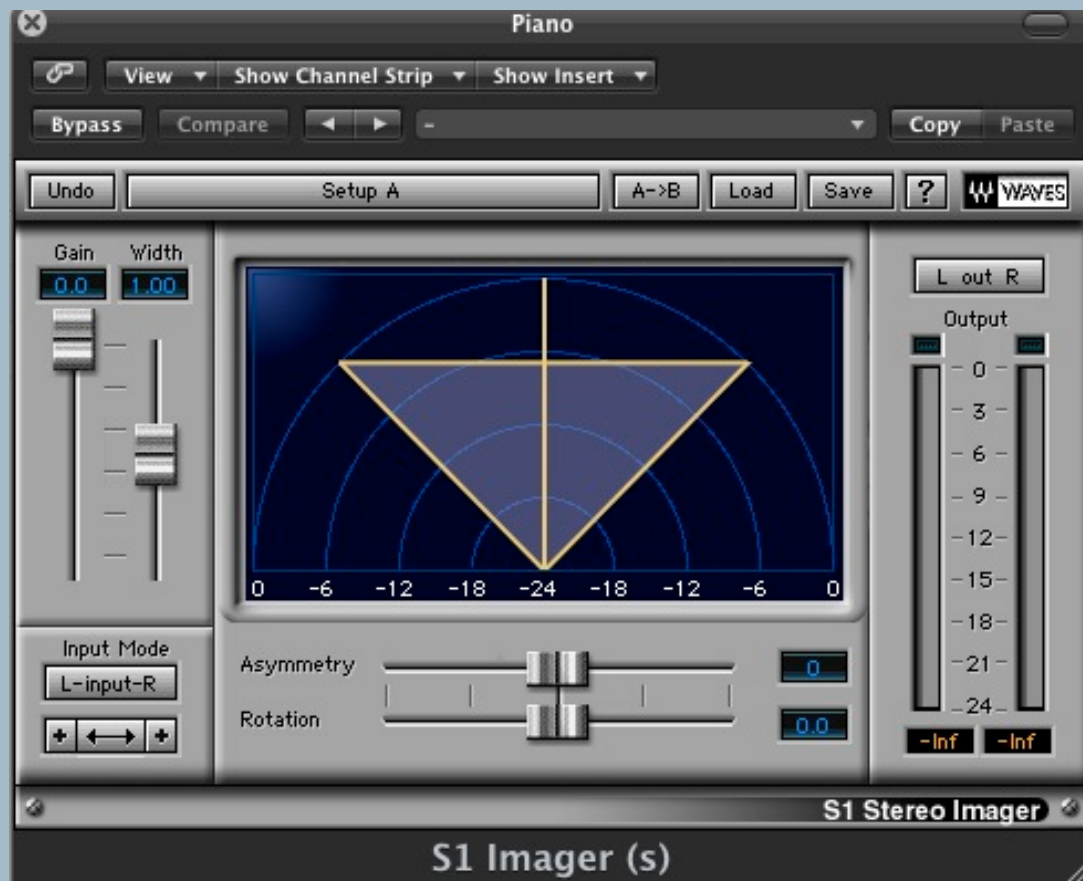 Piano
View Show Channel Strip Show Insert
Bypass Compare - Copy Paste
Undo Setup A A->B Load Save ? WAVES
Gain Width
0.0 1.00
L out R
Output
0
3
6
9
12
15
18
21
24
-Inf -Inf
0 -6 -12 -18 -24 -18 -12 -6 0
Input Mode
L-input-R
+ +
Asymmetry 0
Rotation 0.0
S1 Stereo Imager
S1 Imager (s)